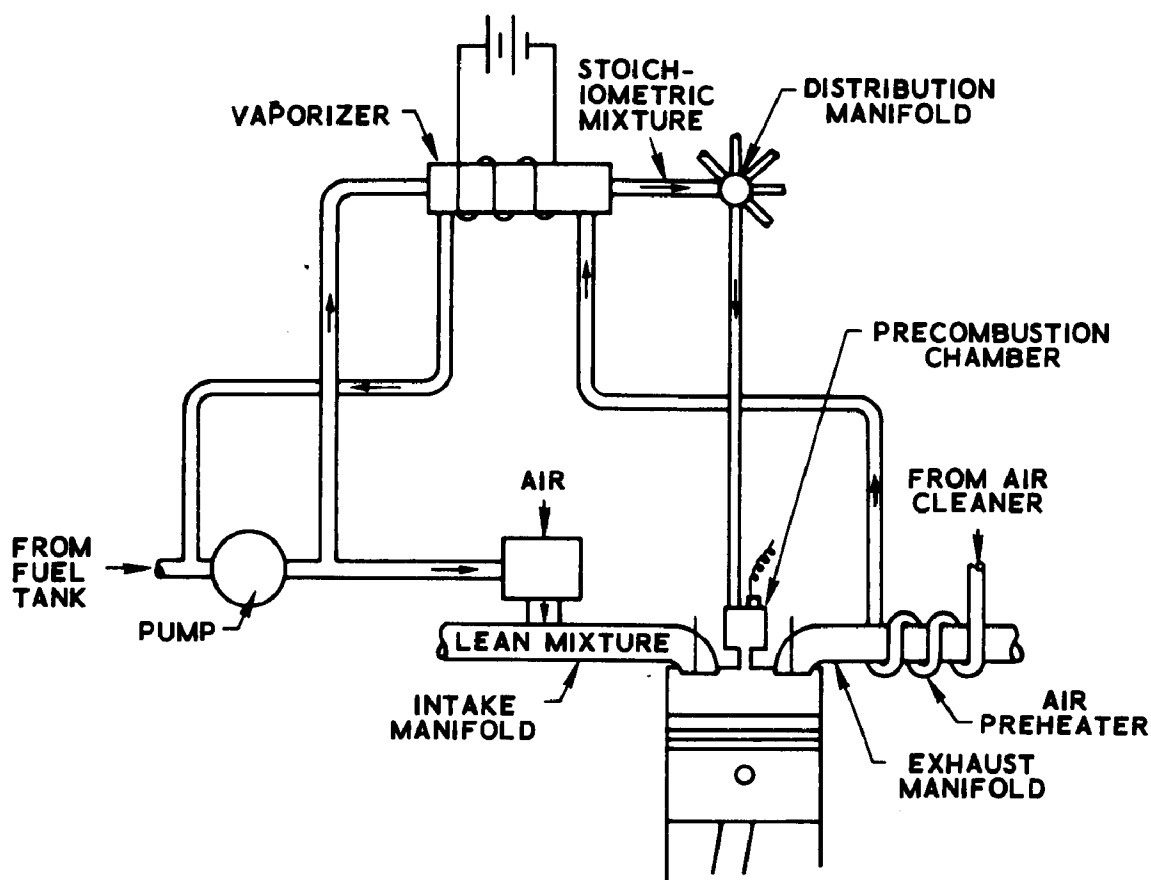 STOICH-
IOMETRIC
MIXTURE
DISTRIBUTION
MANIFOLD
VAPORIZER
PRECOMBUSTION
CHAMBER
FROM AIR
CLEANER
AIR
FROM
FUEL
TANK
PUMP
LEAN MIXTURE
INTAKE
MANIFOLD
AIR
PREHEATER
EXHAUST
MANIFOLD